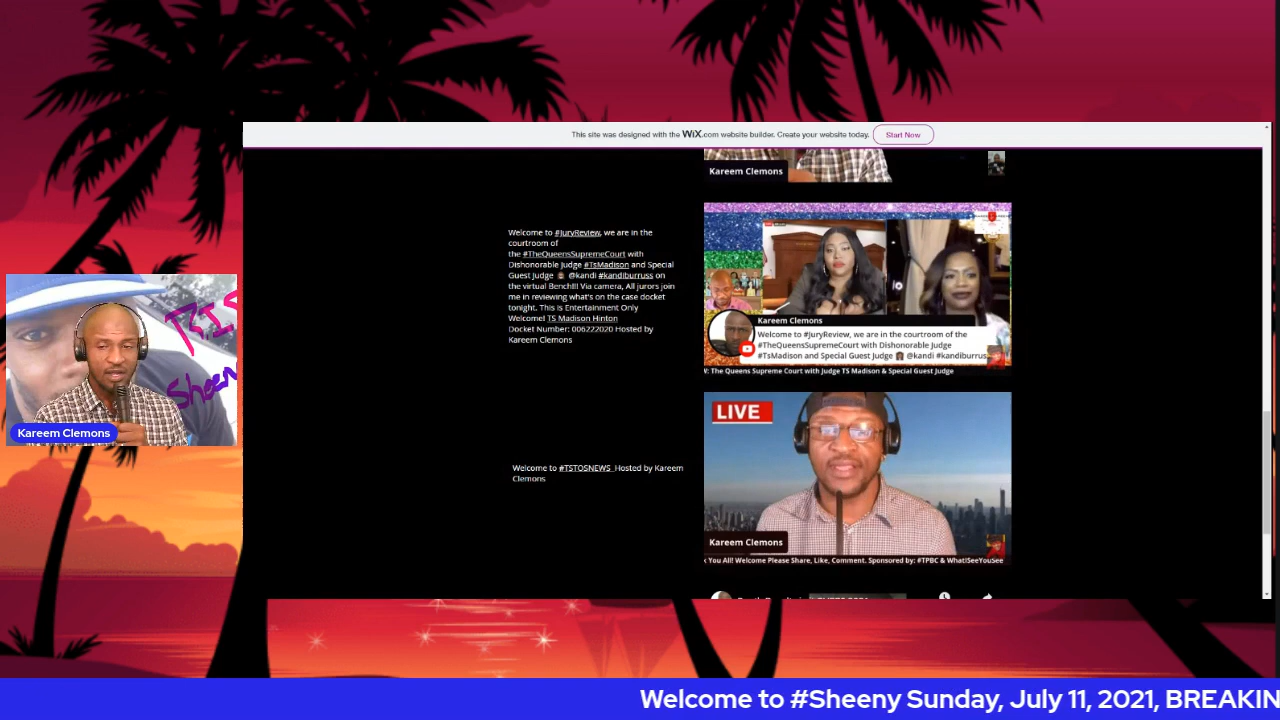 This site was designed with the WiX.com website builder. Create your website today. Start Now
Kareem Clemons
Welcome to #JuryReview, we are in the
courtroom of
the #TheQueensSupremeCourt with
Dishonorable Judge #TsMadison and Special
Guest Judge @kandi #kandiburruss on
the virtual Bench!!! Via camera, All jurors join
me in reviewing what's on the case docket
tonight. This is Entertainment Only
Welcome! TS Madison Hinton
Docket Number: 006222020 Hosted by
Kareem Clemons
Kareem Clemons
Welcome to #JuryReview, we are in the courtroom of the
#TheQueensSupremeCourt with Dishonorable Judge
#TsMadison and Special Guest Judge @kandi #kandiburrus
W: The Queens Supreme Court with Judge TS Madison & Special Guest Judge
LIVE
Welcome to #TSTOSNEWS Hosted by Kareem
Clemons
Kareem Clemons
k You All! Welcome Please Share, Like, Comment. Sponsored by: #TPBC & WhatISeeYouSee
Kareem Clemons
Welcome to #Sheeny Sunday, July 11, 2021, BREAKIN